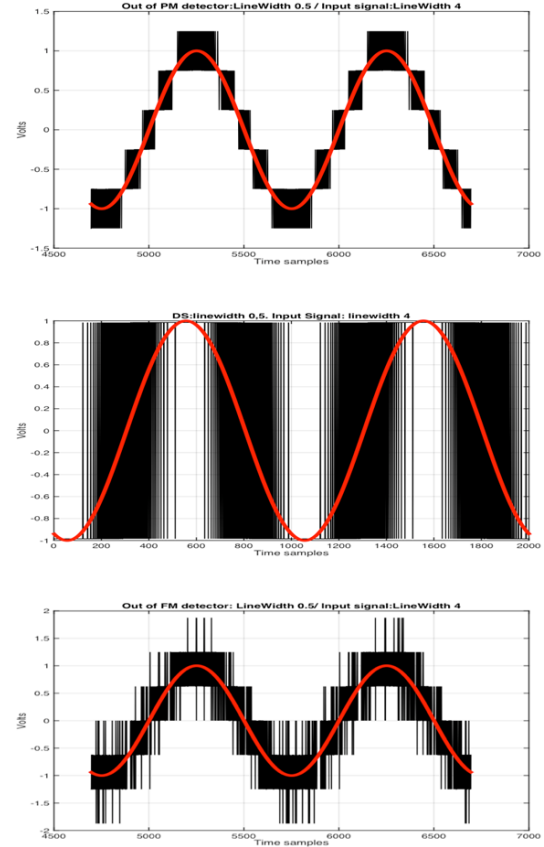 Out of PM detector:LineWidth 0.5 / Input signal:LineWidth 4
1.5
1
0.5
0
-0.5
-1
-1.5
Volts
4500 5000 5500 6000 6500 7000
Time samples
DS:linewidth 0,5. Input Signal: linewidth 4
1
0.8
0.6
0.4
0.2
0
-0.2
-0.4
-0.6
-0.8
-1
Volts
0 200 400 600 800 1000 1200 1400 1600 1800 2000
Time samples
Out of FM detector: LineWidth 0.5/ Input signal:LineWidth 4
2
1.5
1
0.5
0
-0.5
-1
-1.5
-2
Volts
4500 5000 5500 6000 6500 7000
Time samples